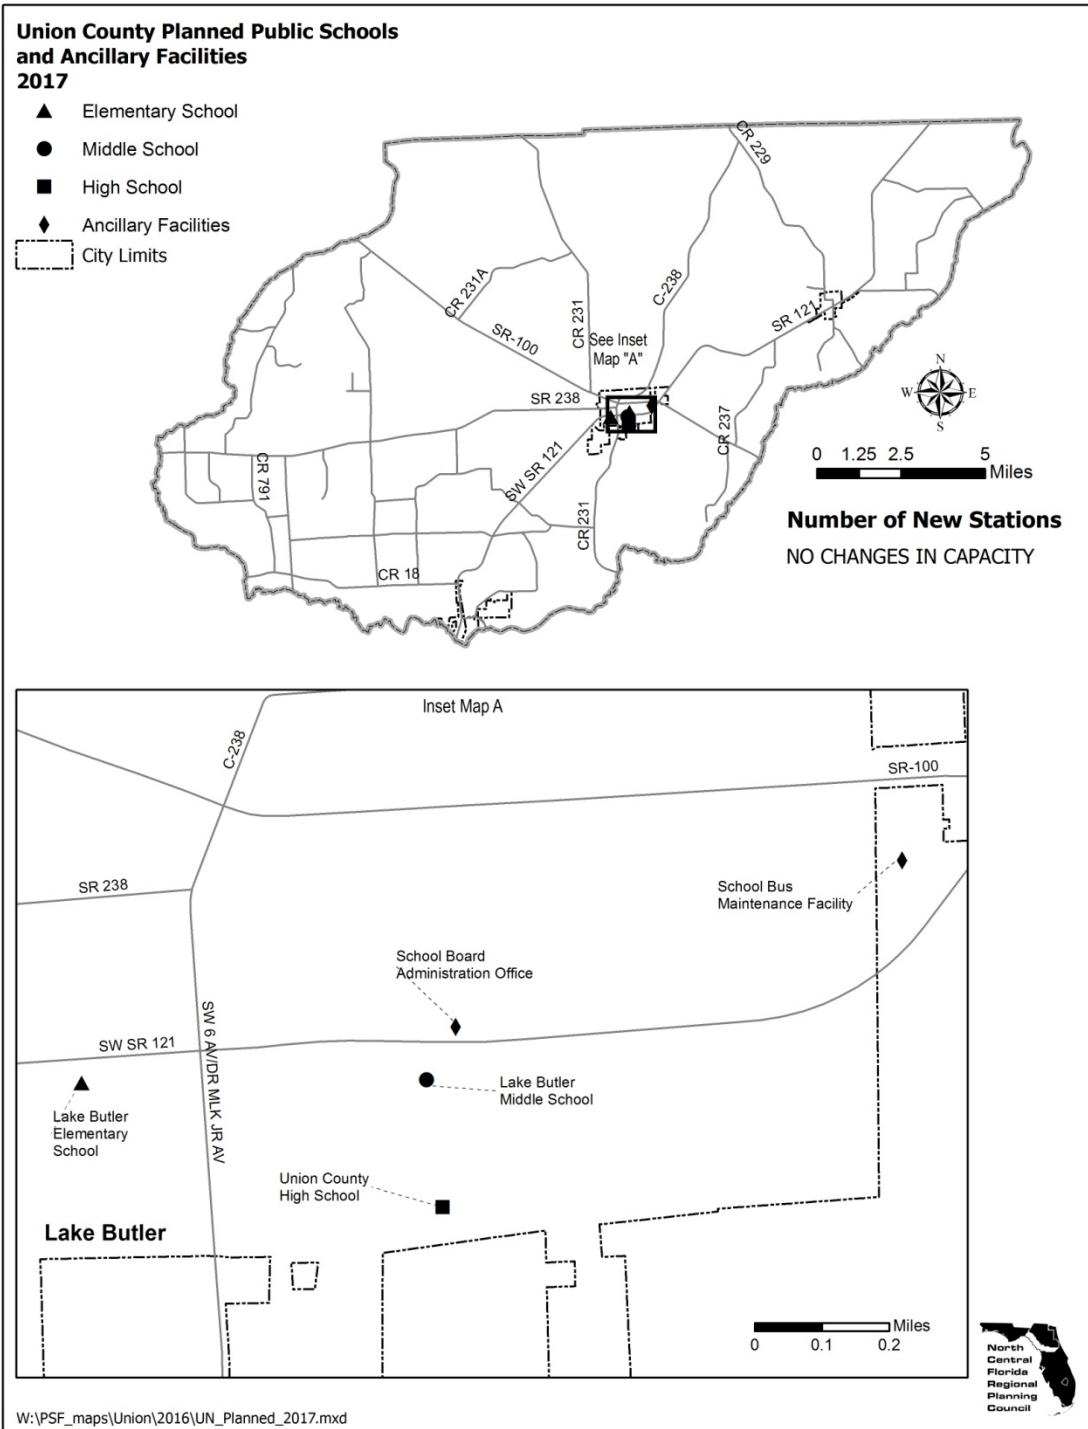 Union County Planned Public Schools
and Ancillary Facilities
2017
Elementary School
Middle School
High School
Ancillary Facilities
City Limits
CR 229
CR 231A
CR 231
C-238
SR-100
SR 121
See Inset
Map "A"
SR 238
CR 237
SW SR 121
CR 791
CR 231
CR 18
N
W
E
S
0 1.25 2.5 5
Miles
Number of New Stations
NO CHANGES IN CAPACITY
Inset Map A
C-238
SR-100
SR 238
School Bus
Maintenance Facility
School Board
Administration Office
SW SR 121
SW 6 AV/DR MLK JR AV
Lake Butler
Middle School
Lake Butler
Elementary
School
Union County
High School
Lake Butler
Miles
0 0.1 0.2
North
Central
Florida
Regional
Planning
Council
W:\PSF_maps\Union\2016\UN_Planned_2017.mxd